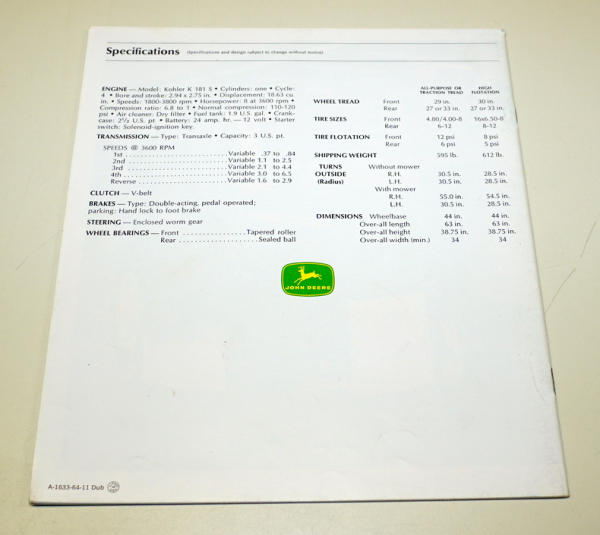 Specifications (Specifications and design subject to change without notice)
ENGINE — Model: Kohler K 181 S • Cylinders: one • Cycle:
4 • Bore and stroke: 2.94 x 2.75 in. • Displacement: 18.63 cu.
in. • Speeds: 1800-3800 rpm • Horsepower: 8 at 3600 rpm •
Compression ratio: 6.8 to 1 • Normal compression: 110-120
psi • Air cleaner: Dry filter • Fuel tank: 1.9 U.S. gal. • Crank-
case: 2½ U.S. pt • Battery: 24 amp. hr. — 12 volt • Starter
switch: Solenoid-ignition key.
TRANSMISSION — Type: Transaxle • Capacity: 3 U.S. pt.
SPEEDS @ 3600 RPM
1st ........................ Variable .37 to .84
2nd ........................ Variable 1.1 to 2.5
3rd ........................ Variable 2.1 to 4.4
4th ........................ Variable 3.0 to 6.5
Reverse ........................ Variable 1.6 to 2.9
CLUTCH — V-belt
BRAKES — Type: Double-acting, pedal operated;
parking: Hand lock to foot brake
STEERING — Enclosed worm gear
WHEEL BEARINGS — Front ................. Tapered roller
Rear .................... Sealed ball
ALL-PURPOSE OR HIGH
TRACTION TREAD FLOTATION
WHEEL TREAD Front 29 in. 30 in.
Rear 27 or 33 in. 27 or 33 in.
TIRE SIZES Front 4.80/4.00-8 16x6.50-8
Rear 6-12 8-12
TIRE FLOTATION Front 12 psi 8 psi
Rear 6 psi 5 psi
SHIPPING WEIGHT 595 lb. 612 lb.
TURNS Without mower
OUTSIDE R.H. 30.5 in. 28.5 in.
(Radius) L.H. 30.5 in. 28.5 in.
With mower
R.H. 55.0 in. 54.5 in.
L.H. 30.5 in. 28.5 in.
DIMENSIONS Wheelbase 44 in. 44 in.
Over-all length 63 in. 63 in.
Over-all height 38.75 in. 38.75 in.
Over-all width (min.) 34 34
JOHN DEERE
A-1633-64-11 Dub